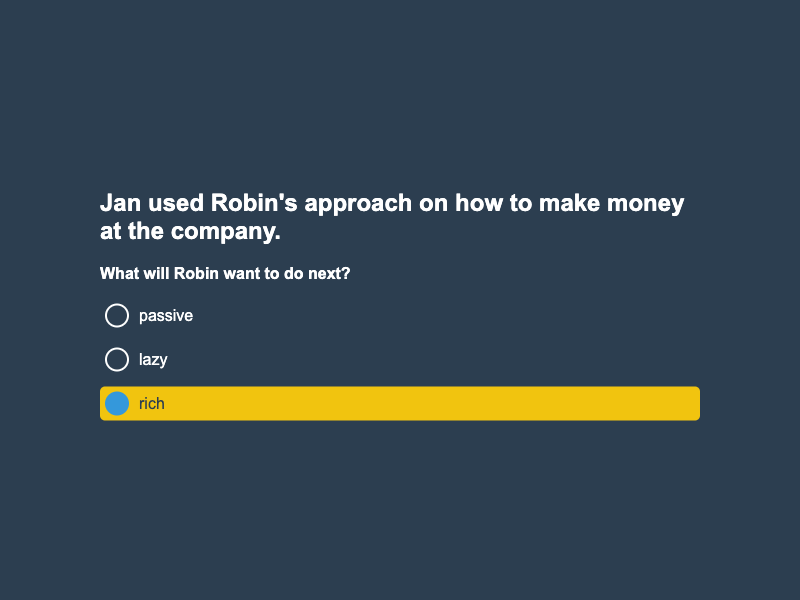 Jan used Robin's approach on how to make money
at the company.
What will Robin want to do next?
passive
lazy
rich